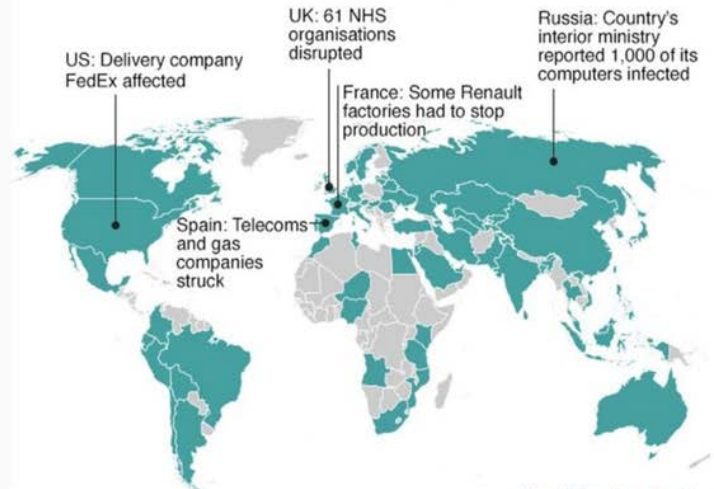 US: Delivery company
FedEx affected
UK: 61 NHS
organisations
disrupted
France: Some Renault
factories had to stop
production
Russia: Country's
interior ministry
reported 1,000 of its
computers infected
Spain: Telecoms
and gas
companies
struck